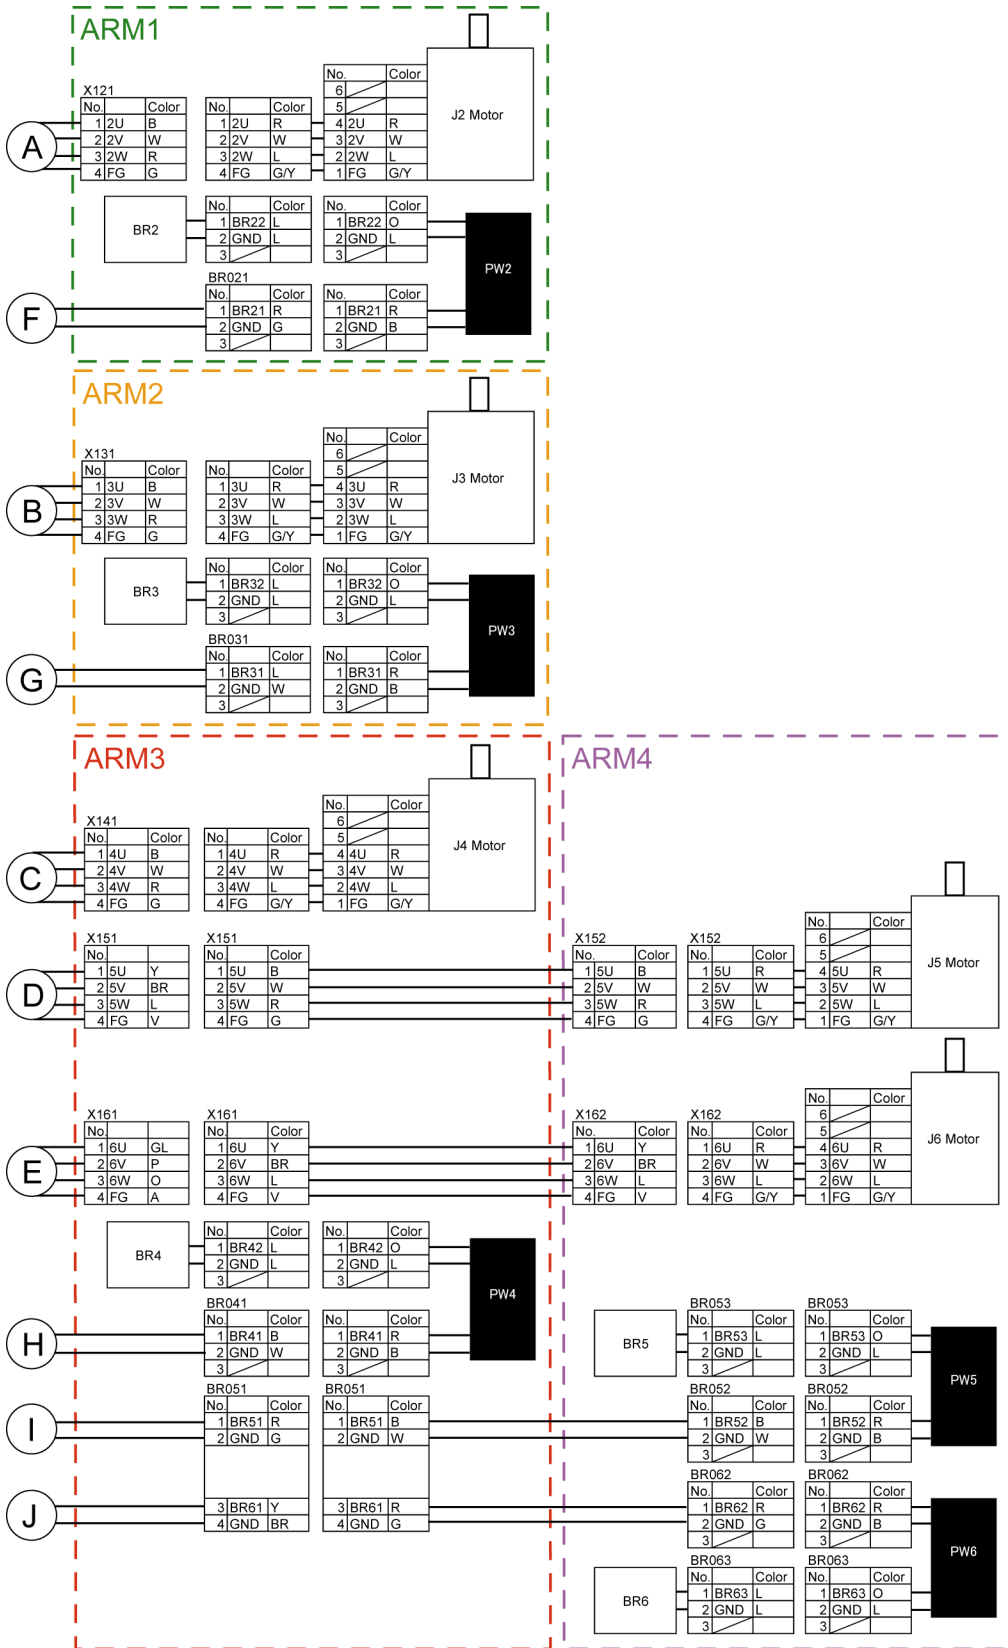 ARM1
No. Color
6
5
4 2U R
3 2V W
2 2W L
1 FG G/Y
J2 Motor
X121
No. Color
1 2U B
2 2V W
3 2W R
4 FG G
No. Color
1 2U R
2 2V W
3 2W L
4 FG G/Y
A
BR2
No. Color
1 BR22 L
2 GND L
3
No. Color
1 BR22 O
2 GND L
3
PW2
BR021
No. Color
1 BR21 R
2 GND G
3
No. Color
1 BR21 R
2 GND B
3
F
ARM2
No. Color
6
5
4 3U R
3 3V W
2 3W L
1 FG G/Y
J3 Motor
X131
No. Color
1 3U B
2 3V W
3 3W R
4 FG G
No. Color
1 3U R
2 3V W
3 3W L
4 FG G/Y
B
BR3
No. Color
1 BR32 L
2 GND L
3
No. Color
1 BR32 O
2 GND L
3
PW3
BR031
No. Color
1 BR31 L
2 GND W
3
No. Color
1 BR31 R
2 GND B
3
G
ARM3
No. Color
6
5
4 4U R
3 4V W
2 4W L
1 FG G/Y
J4 Motor
X141
No. Color
1 4U B
2 4V W
3 4W R
4 FG G
No. Color
1 4U R
2 4V W
3 4W L
4 FG G/Y
C
X151
No.
1 5U Y
2 5V BR
3 5W L
4 FG V
X151
No. Color
1 5U B
2 5V W
3 5W R
4 FG G
D
X161
No.
1 6U GL
2 6V P
3 6W O
4 FG A
X161
No. Color
1 6U Y
2 6V BR
3 6W L
4 FG V
E
BR4
No. Color
1 BR42 L
2 GND L
3
No. Color
1 BR42 O
2 GND L
3
PW4
BR041
No. Color
1 BR41 B
2 GND W
3
No. Color
1 BR41 R
2 GND B
3
H
BR051
No. Color
1 BR51 R
2 GND G
3 BR61 Y
4 GND BR
BR051
No. Color
1 BR51 B
2 GND W
3 BR61 R
4 GND G
I
J
ARM4
X152
No. Color
1 5U B
2 5V W
3 5W R
4 FG G
X152
No. Color
1 5U R
2 5V W
3 5W L
4 FG G/Y
No. Color
6
5
4 5U R
3 5V W
2 5W L
1 FG G/Y
J5 Motor
X162
No. Color
1 6U Y
2 6V BR
3 6W L
4 FG V
X162
No. Color
1 6U R
2 6V W
3 6W L
4 FG G/Y
No. Color
6
5
4 6U R
3 6V W
2 6W L
1 FG G/Y
J6 Motor
BR5
BR053
No. Color
1 BR53 L
2 GND L
3
BR053
No. Color
1 BR53 O
2 GND L
3
PW5
BR052
No. Color
1 BR52 B
2 GND W
3
BR052
No. Color
1 BR52 R
2 GND B
3
BR062
No. Color
1 BR62 R
2 GND G
3
BR062
No. Color
1 BR62 R
2 GND B
3
PW6
BR6
BR063
No. Color
1 BR63 L
2 GND L
3
BR063
No. Color
1 BR63 O
2 GND L
3